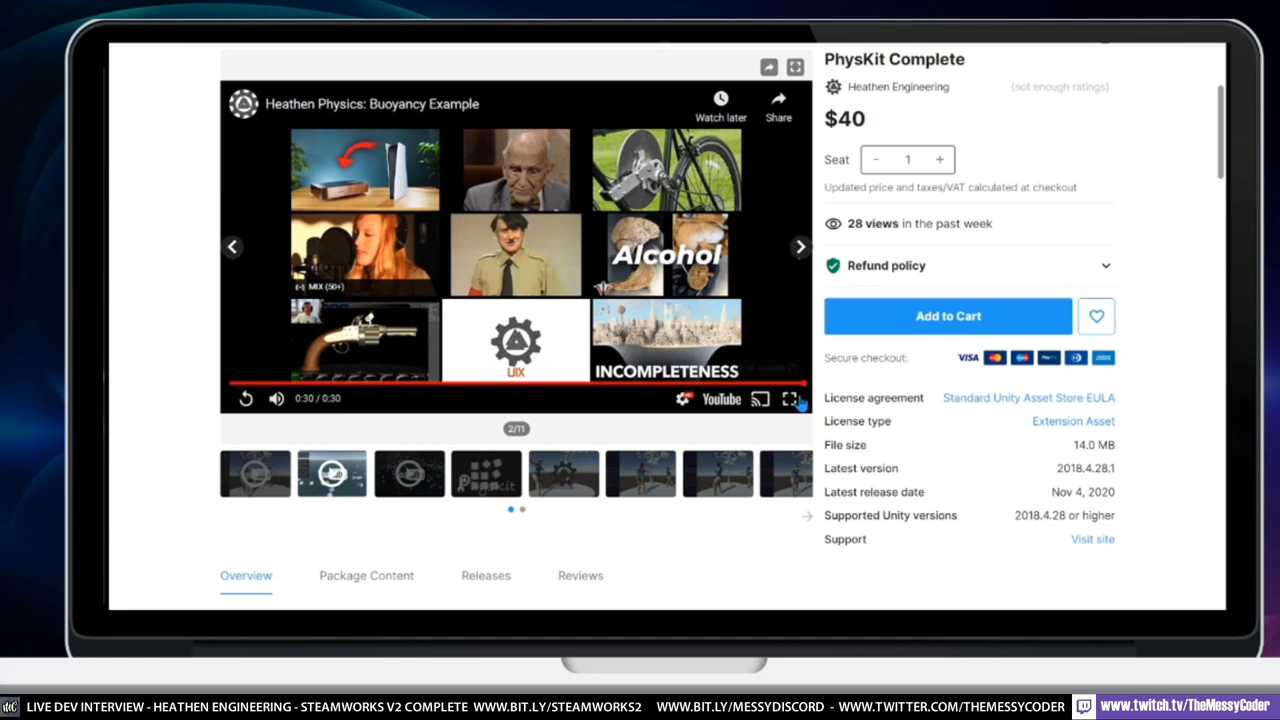 Heathen Physics: Buoyancy Example
Watch later
Share
MIX (50+)
Alcohol
UIX
INCOMPLETENESS
Full screen (f)
0:30 / 0:30
YouTube
2/11
PhysKit Complete
Heathen Engineering
(not enough ratings)
$40
Seat
- 1 +
Updated price and taxes/VAT calculated at checkout
28 views in the past week
Refund policy
Add to Cart
Secure checkout:
VISA
License agreement Standard Unity Asset Store EULA
License type Extension Asset
File size 14.0 MB
Latest version 2018.4.28.1
Latest release date Nov 4, 2020
Supported Unity versions 2018.4.28 or higher
Support Visit site
Overview Package Content Releases Reviews
LIVE DEV INTERVIEW - HEATHEN ENGINEERING - STEAMWORKS V2 COMPLETE WWW.BIT.LY/STEAMWORKS2 WWW.BIT.LY/MESSYDISCORD - WWW.TWITTER.COM/THEMESSYCODER
www.twitch.tv/TheMessyCoder